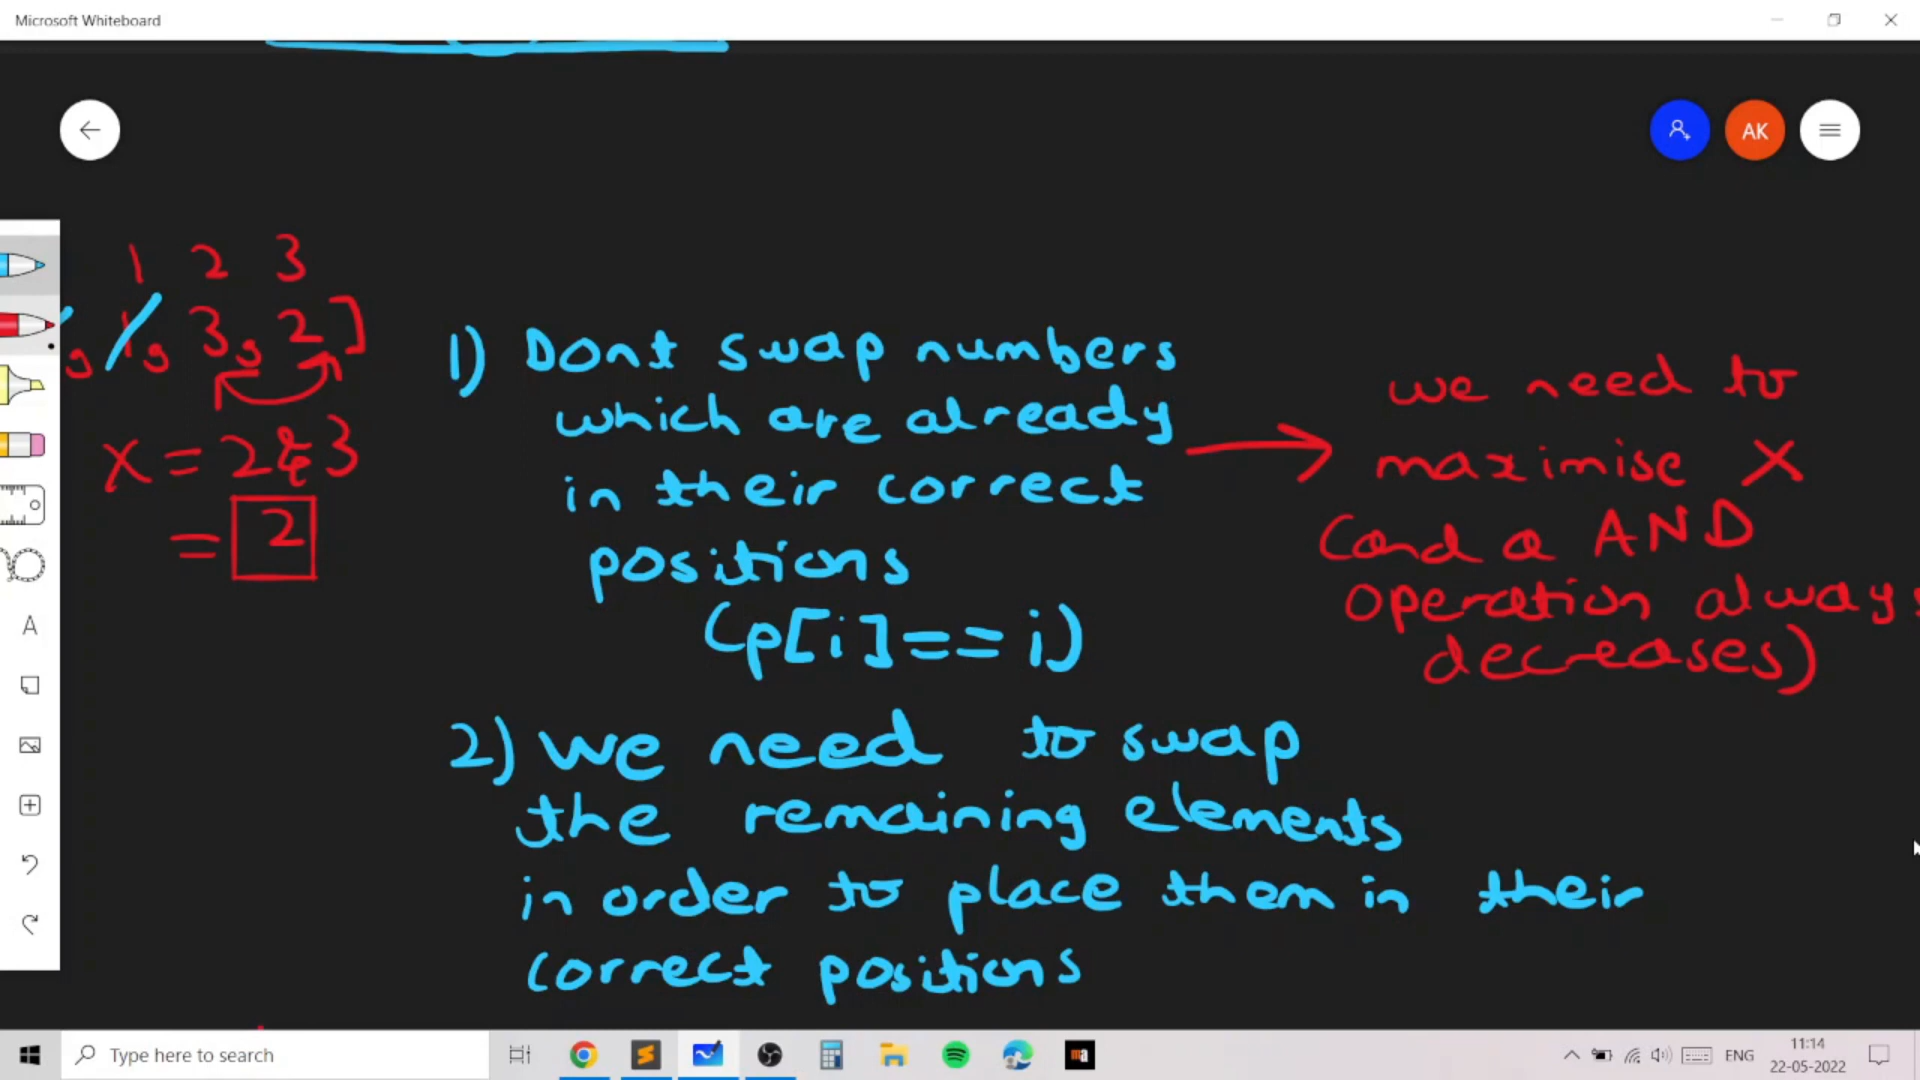 Microsoft Whiteboard
AK
1 2 3
, 1, 3, 2]
X = 2 & 3
= 2
1) Dont swap numbers
which are already
in their correct
positions
(p[i]==i)
we need to
maximise X
(and a AND
operation always
decreases)
2) we need to swap
the remaining elements
in order to place them in their
correct positions
A
Type here to search
ma
ENG
11:14
22-05-2022